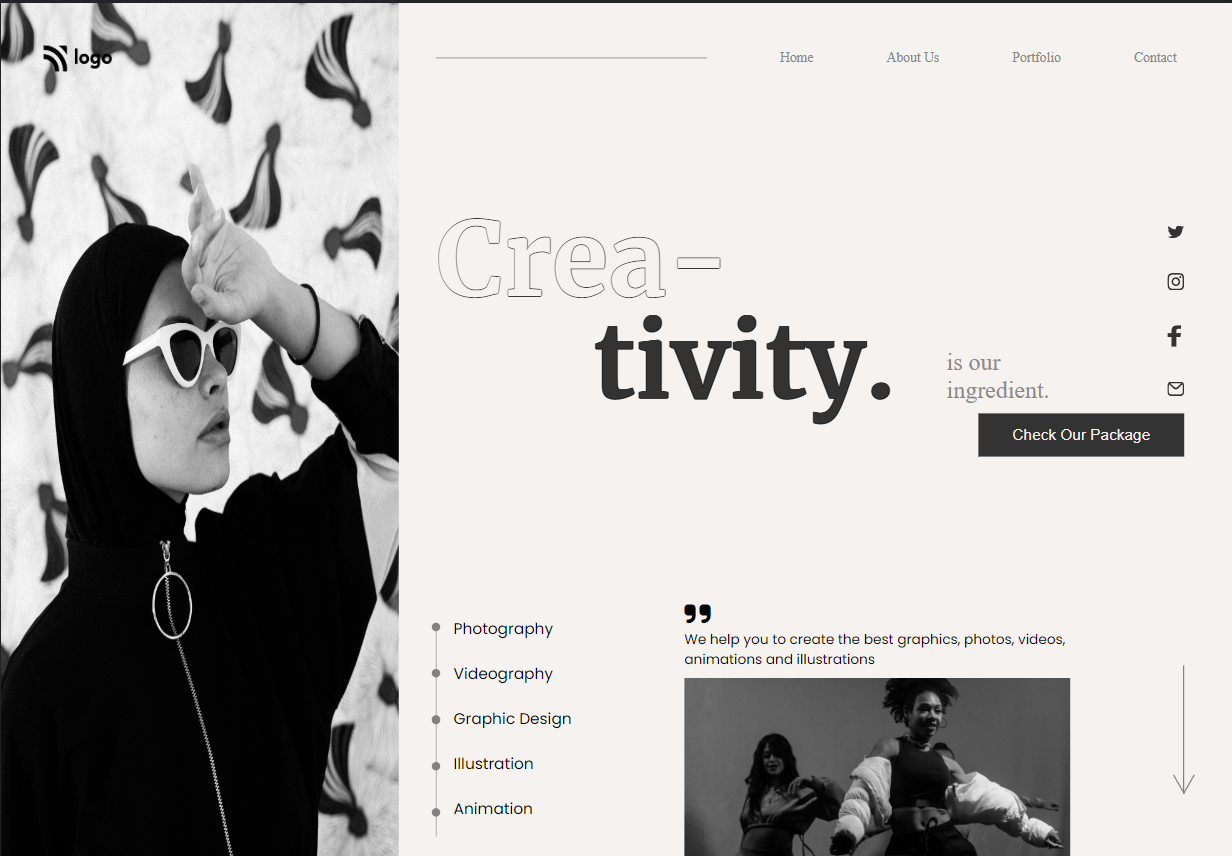 logo
Home About Us Portfolio Contact
Crea-
tivity.
is our
ingredient.
Check Our Package
Photography
Videography
Graphic Design
Illustration
Animation
❞
We help you to create the best graphics, photos, videos,
animations and illustrations